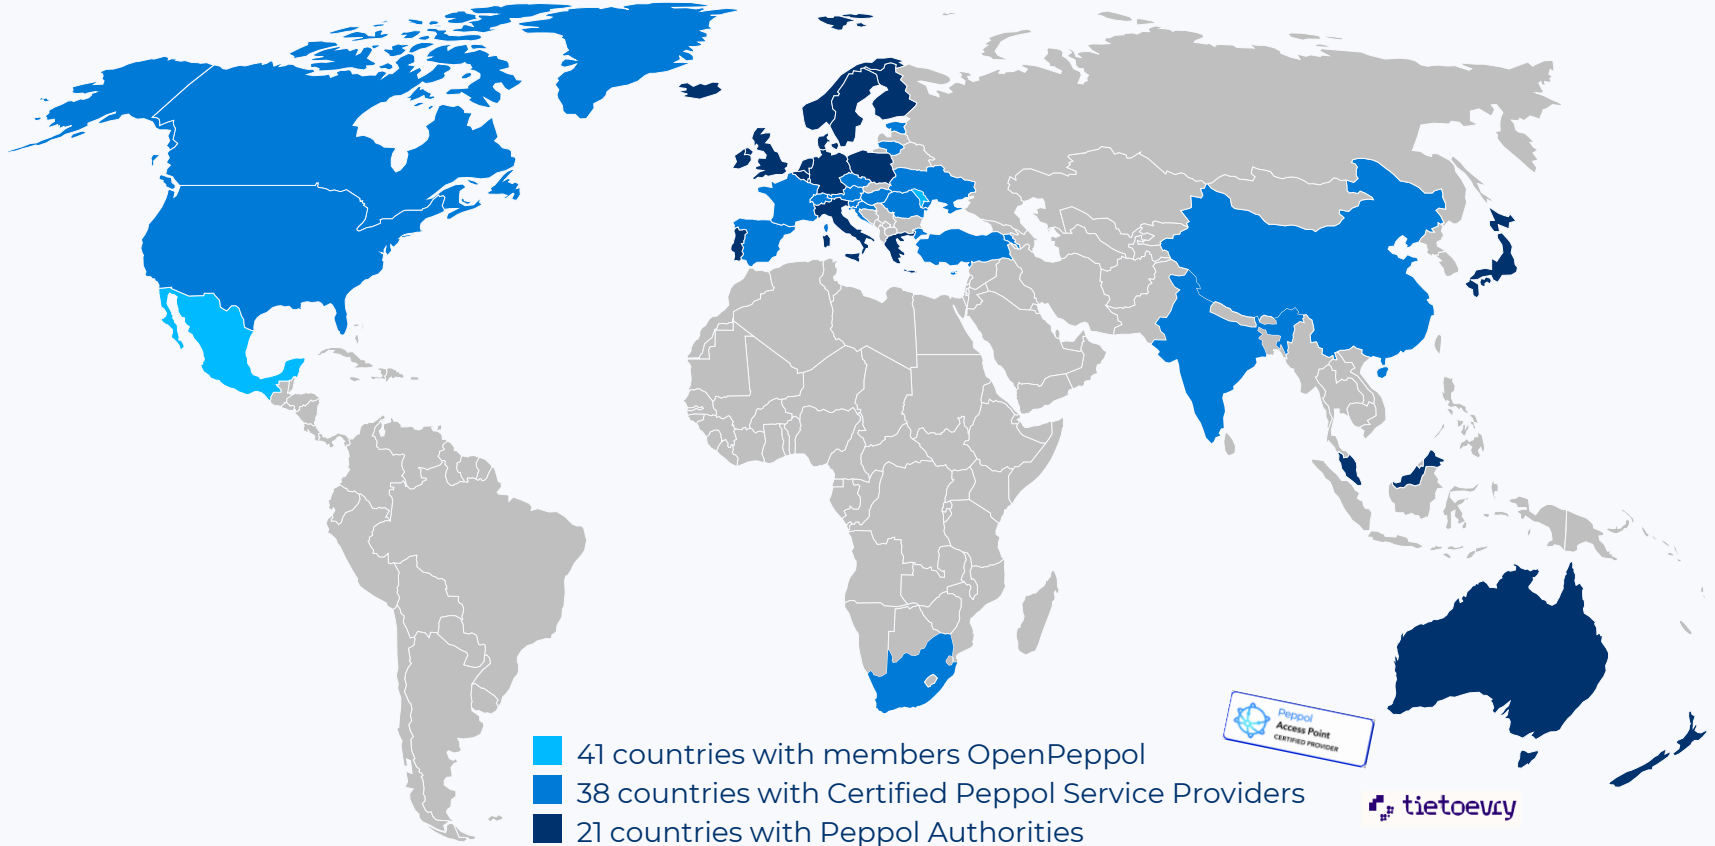 Peppol
Access Point
CERTIFIED PROVIDER
41 countries with members OpenPeppol
38 countries with Certified Peppol Service Providers
21 countries with Peppol Authorities
tietoevry